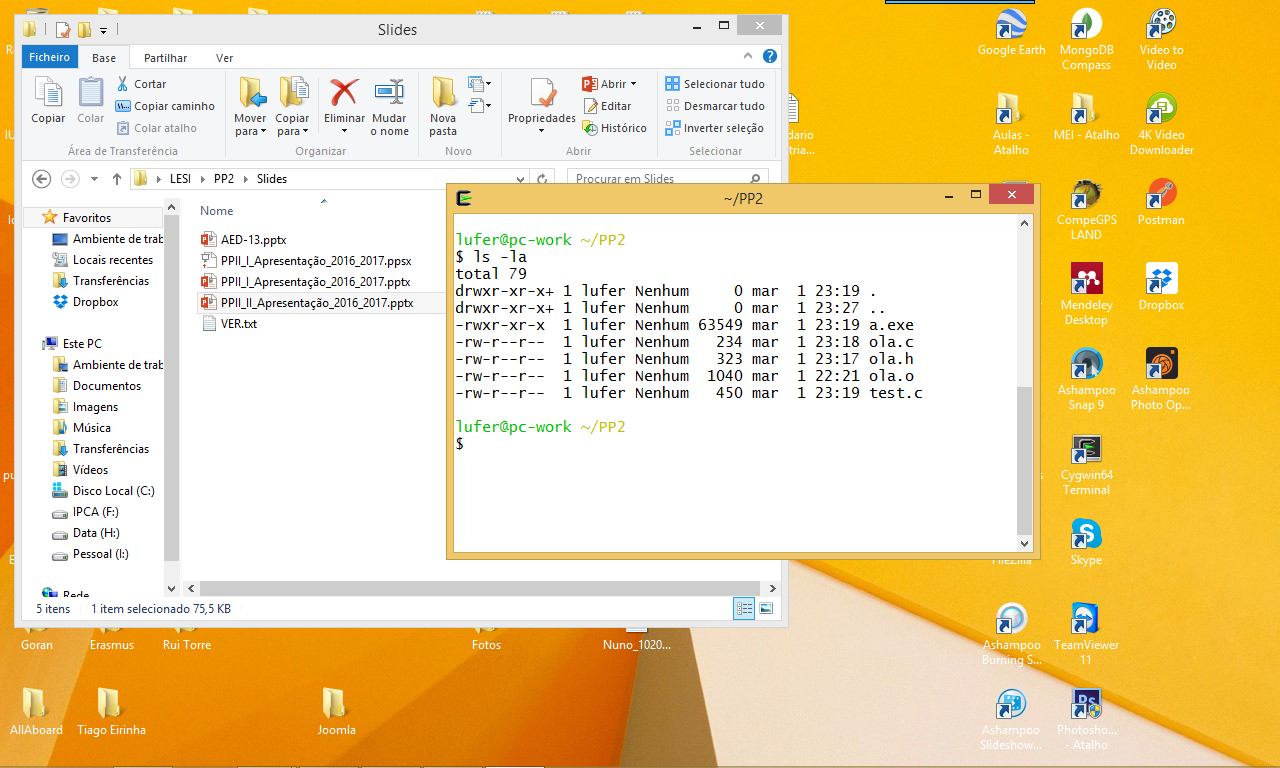 Slides
Ficheiro Base Partilhar Ver
Copiar
Colar
Cortar
Copiar caminho
Colar atalho
Área de Transferência
Mover para
Copiar para
Eliminar
Mudar o nome
Organizar
Nova pasta
Novo
Propriedades
Abrir
Editar
Histórico
Abrir
Selecionar tudo
Desmarcar tudo
Inverter seleção
Selecionar
LESI PP2 Slides
Procurar em Slides
Favoritos
Ambiente de trab
Locais recentes
Transferências
Dropbox
Este PC
Ambiente de trab
Documentos
Imagens
Música
Transferências
Vídeos
Disco Local (C:)
IPCA (F:)
Data (H:)
Pessoal (I:)
Rede
Nome
AED-13.pptx
PPII_I_Apresentação_2016_2017.ppsx
PPII_I_Apresentação_2016_2017.pptx
PPII_II_Apresentação_2016_2017.pptx
VER.txt
5 itens 1 item selecionado 75,5 KB
~/PP2
lufer@pc-work ~/PP2
$ ls -la
total 79
drwxr-xr-x+ 1 lufer Nenhum 0 mar 1 23:19 .
drwxr-xr-x+ 1 lufer Nenhum 0 mar 1 23:27 ..
-rwxr-xr-x 1 lufer Nenhum 63549 mar 1 23:19 a.exe
-rw-r--r-- 1 lufer Nenhum 234 mar 1 23:18 ola.c
-rw-r--r-- 1 lufer Nenhum 323 mar 1 23:17 ola.h
-rw-r--r-- 1 lufer Nenhum 1040 mar 1 22:21 ola.o
-rw-r--r-- 1 lufer Nenhum 450 mar 1 23:19 test.c
lufer@pc-work ~/PP2
$
Google Earth
MongoDB
Compass
Video to
Video
Aulas -
Atalho
MEI - Atalho
4K Video
Downloader
CompeGPS
LAND
Postman
Mendeley
Desktop
Dropbox
Ashampoo
Snap 9
Ashampoo
Photo Op...
Cygwin64
Terminal
FileZilla
Skype
Ashampoo
Burning S...
TeamViewer
11
Ashampoo
Slideshow...
Photosho...
- Atalho
Goran
Erasmus
Rui Torre
Fotos
Nuno_1020...
AllAboard
Tiago Eirinha
Joomla